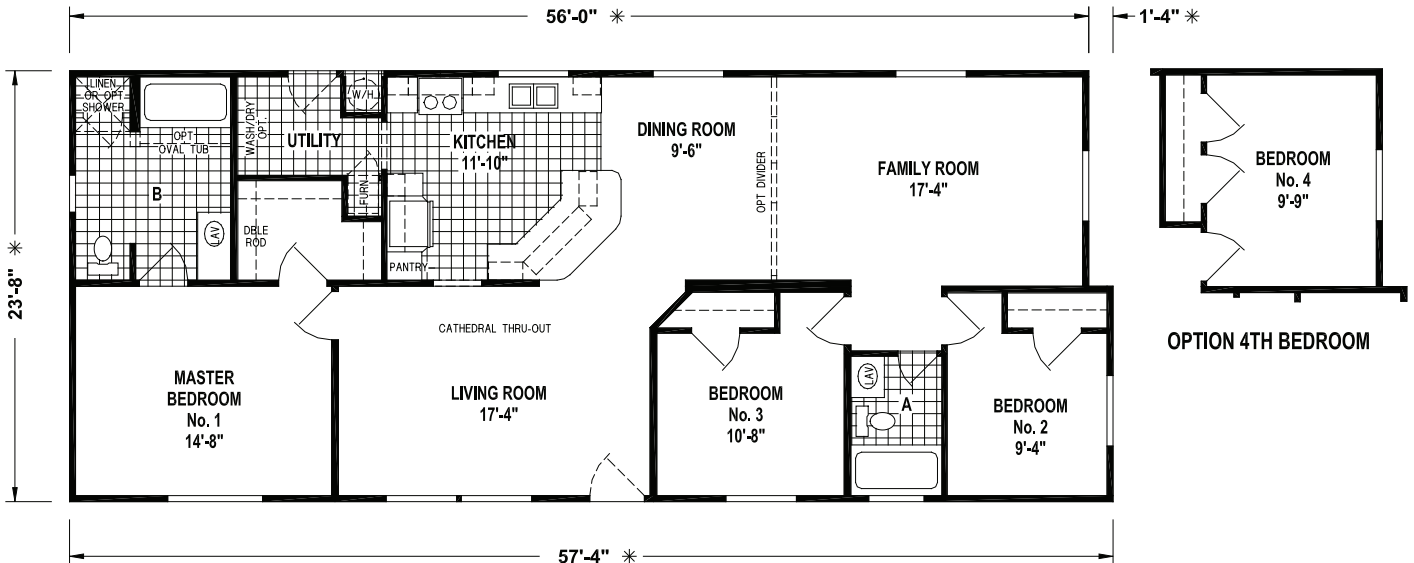 56'-0" ✳
1'-4" ✳
LINEN
OR OPT
SHOWER
OPT
OVAL TUB
B
LAV
WASH/DRY
OPT.
UTILITY
W/H
FURN
DBLE
ROD
KITCHEN
11'-10"
PANTRY
DINING ROOM
9'-6"
OPT DIVIDER
FAMILY ROOM
17'-4"
BEDROOM
No. 4
9'-9"
OPTION 4TH BEDROOM
23'-8" ✳
MASTER
BEDROOM
No. 1
14'-8"
CATHEDRAL THRU-OUT
LIVING ROOM
17'-4"
BEDROOM
No. 3
10'-8"
LAV
A
BEDROOM
No. 2
9'-4"
57'-4" ✳